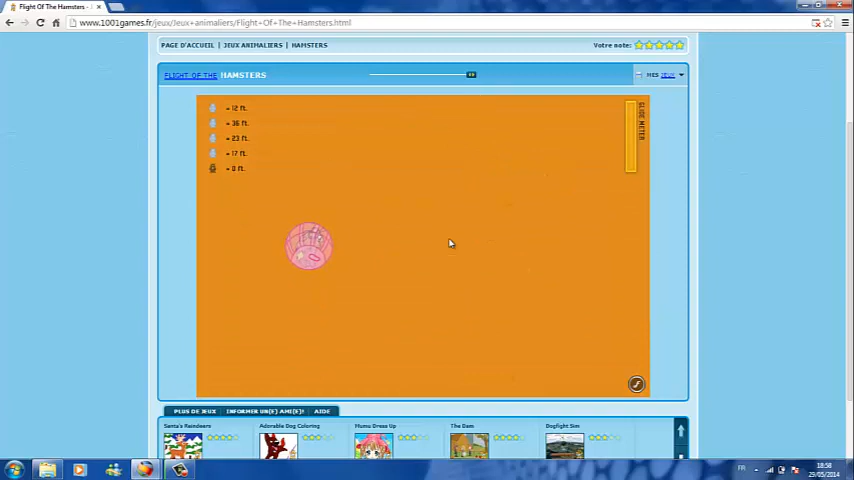 Flight Of The Hamsters -
www.1001games.fr/jeux/Jeux+animaliers/Flight+Of+The+Hamsters.html
PAGE D'ACCUEIL | JEUX ANIMALIERS | HAMSTERS
Votre note:
FLIGHT OF THE HAMSTERS
MES JEUX
= 12 ft.
= 36 ft.
= 23 ft.
= 17 ft.
= 0 ft.
GLIDE METER
PLUS DE JEUX
INFORMER UN(E) AMI(E)!
AIDE
Santa's Reindeers
Adorable Dog Coloring
Humu Dress Up
The Dam
Dogfight Sim
FR
18:58
29/05/2014